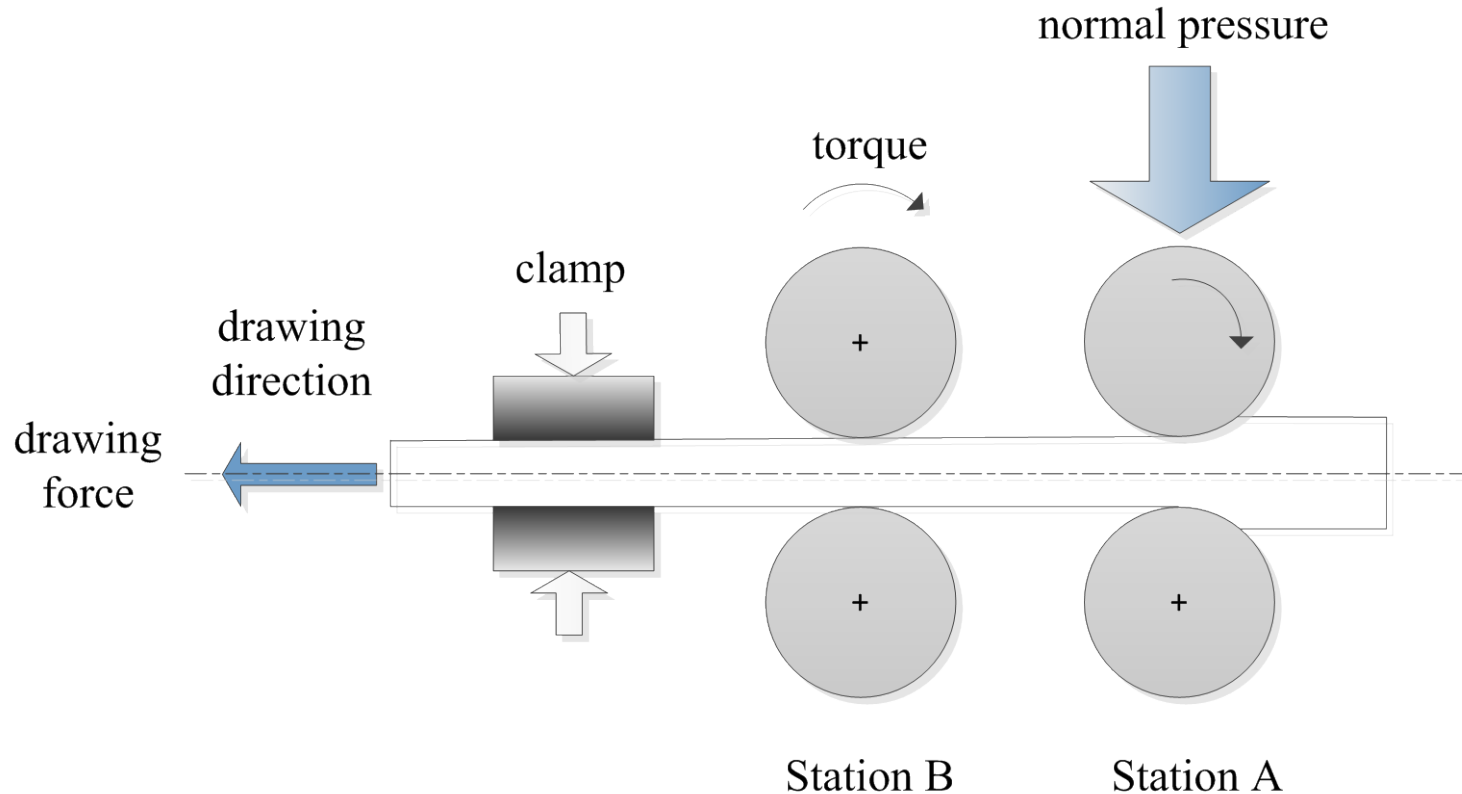 normal pressure
torque
clamp
drawing
direction
drawing
force
Station B
Station A